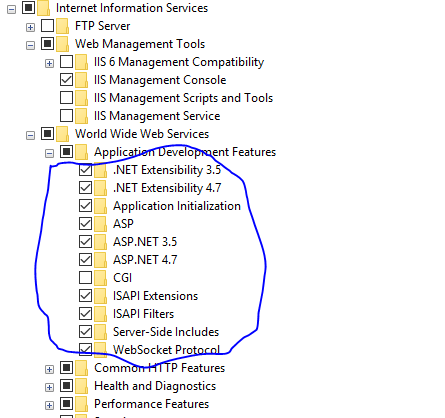 Internet Information Services
FTP Server
Web Management Tools
IIS 6 Management Compatibility
IIS Management Console
IIS Management Scripts and Tools
IIS Management Service
World Wide Web Services
Application Development Features
.NET Extensibility 3.5
.NET Extensibility 4.7
Application Initialization
ASP
ASP.NET 3.5
ASP.NET 4.7
CGI
ISAPI Extensions
ISAPI Filters
Server-Side Includes
WebSocket Protocol
Common HTTP Features
Health and Diagnostics
Performance Features